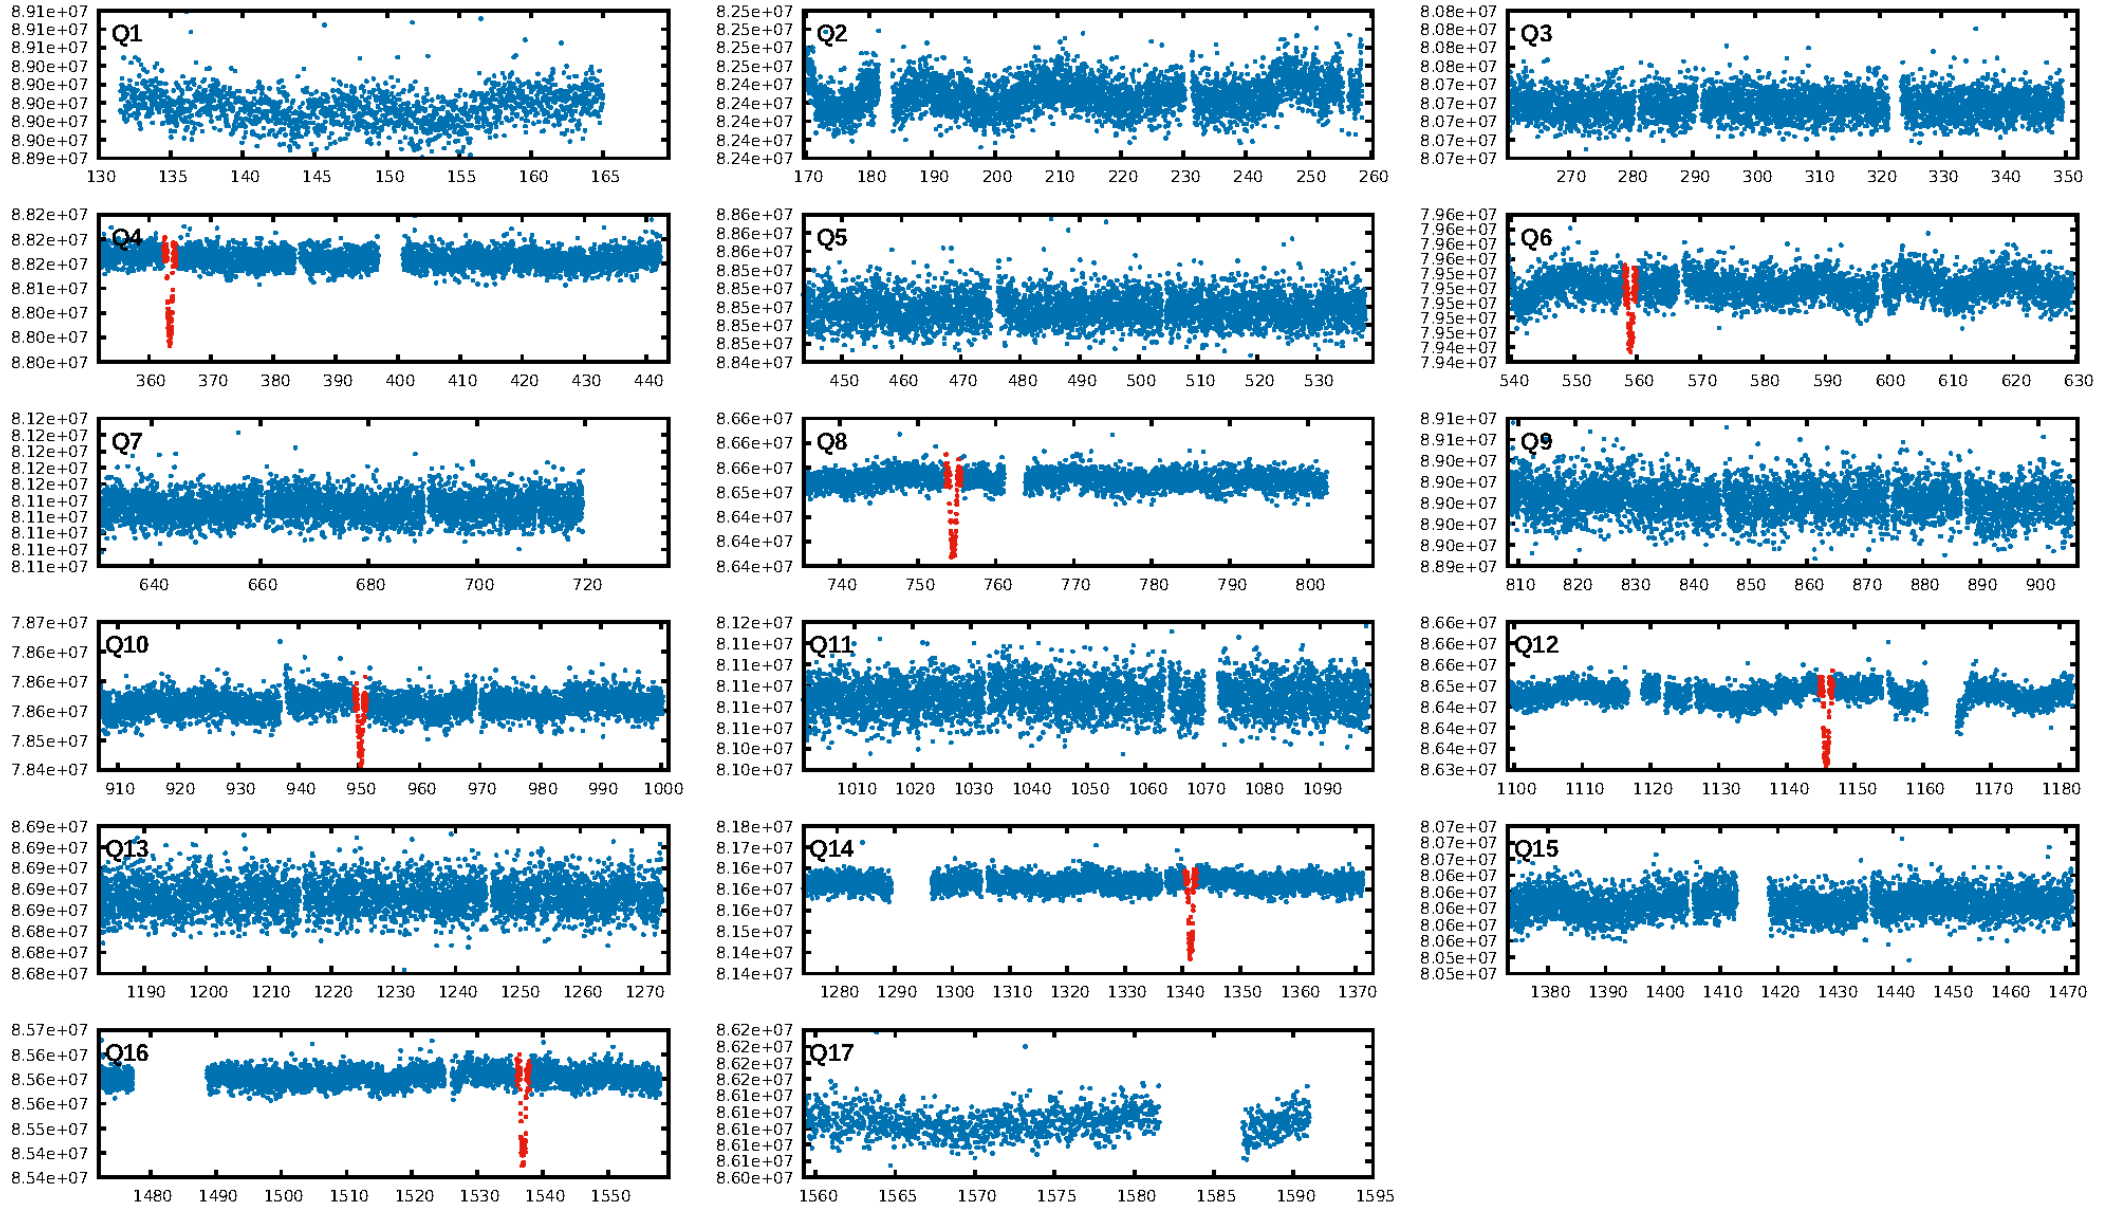 8.91e+07
8.91e+07
8.91e+07
8.90e+07
8.90e+07
8.90e+07
8.90e+07
8.90e+07
8.89e+07
Q1
130 135 140 145 150 155 160 165
8.25e+07
8.25e+07
8.25e+07
8.25e+07
8.24e+07
8.24e+07
8.24e+07
8.24e+07
8.24e+07
Q2
170 180 190 200 210 220 230 240 250 260
8.08e+07
8.08e+07
8.08e+07
8.08e+07
8.07e+07
8.07e+07
8.07e+07
8.07e+07
8.07e+07
Q3
270 280 290 300 310 320 330 340 350
8.82e+07
8.82e+07
8.82e+07
8.81e+07
8.80e+07
8.80e+07
8.80e+07
Q4
360 370 380 390 400 410 420 430 440
8.86e+07
8.86e+07
8.86e+07
8.85e+07
8.85e+07
8.85e+07
8.85e+07
8.85e+07
8.84e+07
Q5
450 460 470 480 490 500 510 520 530
7.96e+07
7.96e+07
7.96e+07
7.96e+07
7.95e+07
7.95e+07
7.95e+07
7.95e+07
7.95e+07
7.94e+07
7.94e+07
Q6
540 550 560 570 580 590 600 610 620 630
8.12e+07
8.12e+07
8.12e+07
8.12e+07
8.12e+07
8.11e+07
8.11e+07
8.11e+07
8.11e+07
8.11e+07
Q7
640 660 680 700 720
8.66e+07
8.66e+07
8.66e+07
8.65e+07
8.64e+07
8.64e+07
8.64e+07
Q8
740 750 760 770 780 790 800
8.91e+07
8.91e+07
8.90e+07
8.90e+07
8.90e+07
8.90e+07
8.90e+07
8.89e+07
Q9
810 820 830 840 850 860 870 880 890 900
7.87e+07
7.86e+07
7.86e+07
7.86e+07
7.85e+07
7.84e+07
Q10
910 920 930 940 950 960 970 980 990 1000
8.12e+07
8.11e+07
8.11e+07
8.11e+07
8.11e+07
8.10e+07
8.10e+07
Q11
1010 1020 1030 1040 1050 1060 1070 1080 1090
8.66e+07
8.66e+07
8.66e+07
8.65e+07
8.64e+07
8.64e+07
8.64e+07
8.63e+07
Q12
1100 1110 1120 1130 1140 1150 1160 1170 1180
8.69e+07
8.69e+07
8.69e+07
8.69e+07
8.69e+07
8.68e+07
8.68e+07
8.68e+07
Q13
1190 1200 1210 1220 1230 1240 1250 1260 1270
8.18e+07
8.17e+07
8.16e+07
8.16e+07
8.16e+07
8.15e+07
8.14e+07
8.14e+07
Q14
1280 1290 1300 1310 1320 1330 1340 1350 1360 1370
8.07e+07
8.07e+07
8.07e+07
8.06e+07
8.06e+07
8.06e+07
8.06e+07
8.06e+07
8.05e+07
8.05e+07
Q15
1380 1390 1400 1410 1420 1430 1440 1450 1460 1470
8.57e+07
8.56e+07
8.56e+07
8.56e+07
8.55e+07
8.54e+07
8.54e+07
Q16
1480 1490 1500 1510 1520 1530 1540 1550
8.62e+07
8.62e+07
8.62e+07
8.62e+07
8.61e+07
8.61e+07
8.61e+07
8.61e+07
8.61e+07
8.60e+07
Q17
1560 1565 1570 1575 1580 1585 1590 1595